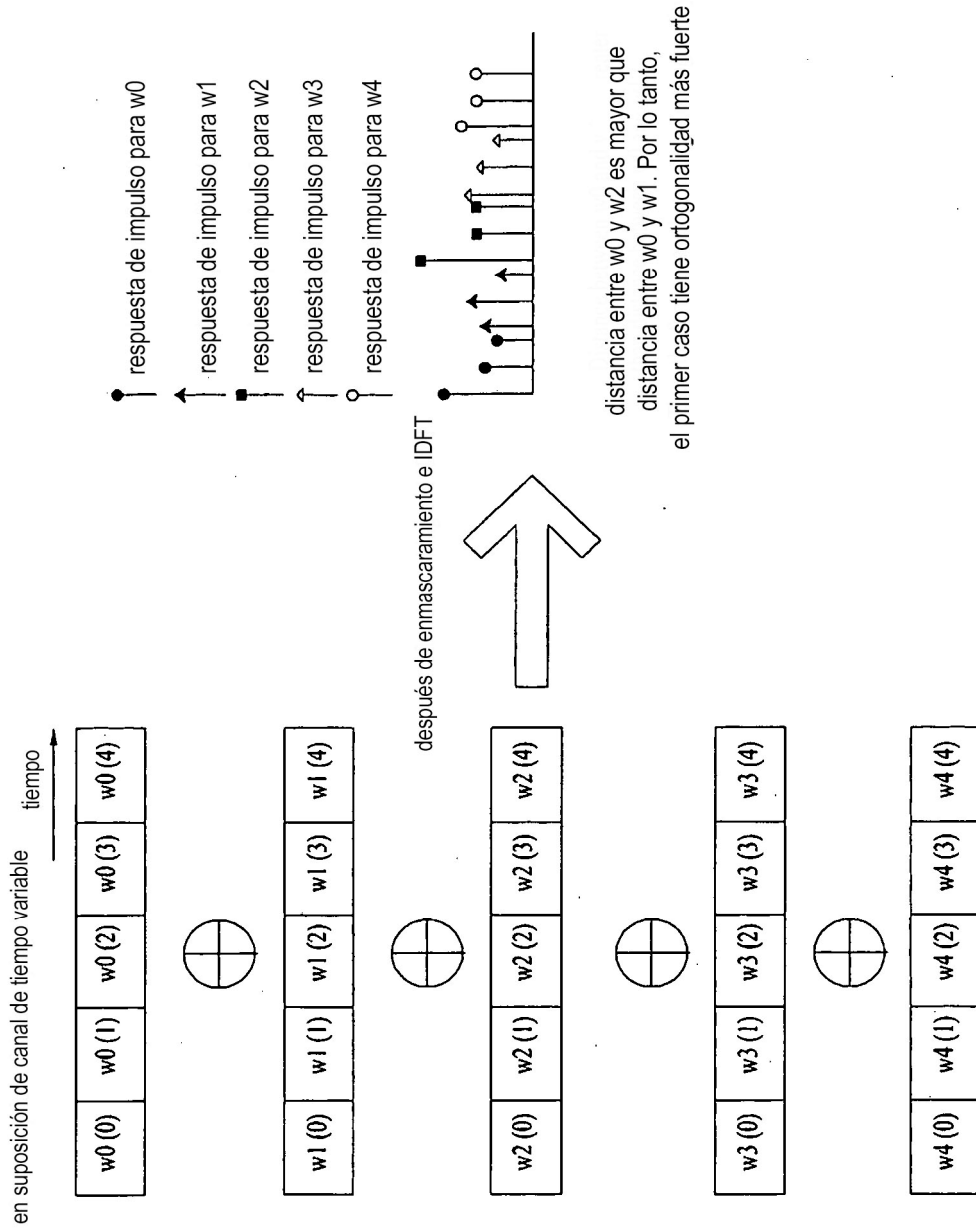 en suposición de canal de tiempo variable
tiempo
w0 (0) w0 (1) w0 (2) w0 (3) w0 (4)
w1 (0) w1 (1) w1 (2) w1 (3) w1 (4)
w2 (0) w2 (1) w2 (2) w2 (3) w2 (4)
w3 (0) w3 (1) w3 (2) w3 (3) w3 (4)
w4 (0) w4 (1) w4 (2) w4 (3) w4 (4)
después de enmascaramiento e IDFT
respuesta de impulso para w0
respuesta de impulso para w1
respuesta de impulso para w2
respuesta de impulso para w3
respuesta de impulso para w4
distancia entre w0 y w2 es mayor que
distancia entre w0 y w1. Por lo tanto,
el primer caso tiene ortogonalidad más fuerte